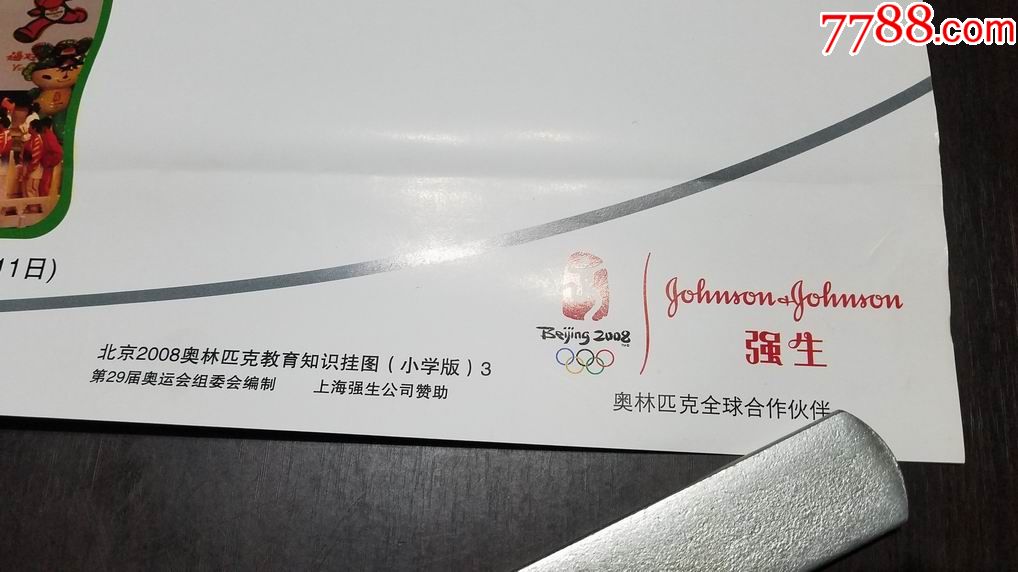 7788.com
11日)
Beijing 2008
Johnson & Johnson
强生
奥林匹克全球合作伙伴
北京2008奥林匹克教育知识挂图(小学版)3
第29届奥运会组委会编制 上海强生公司赞助